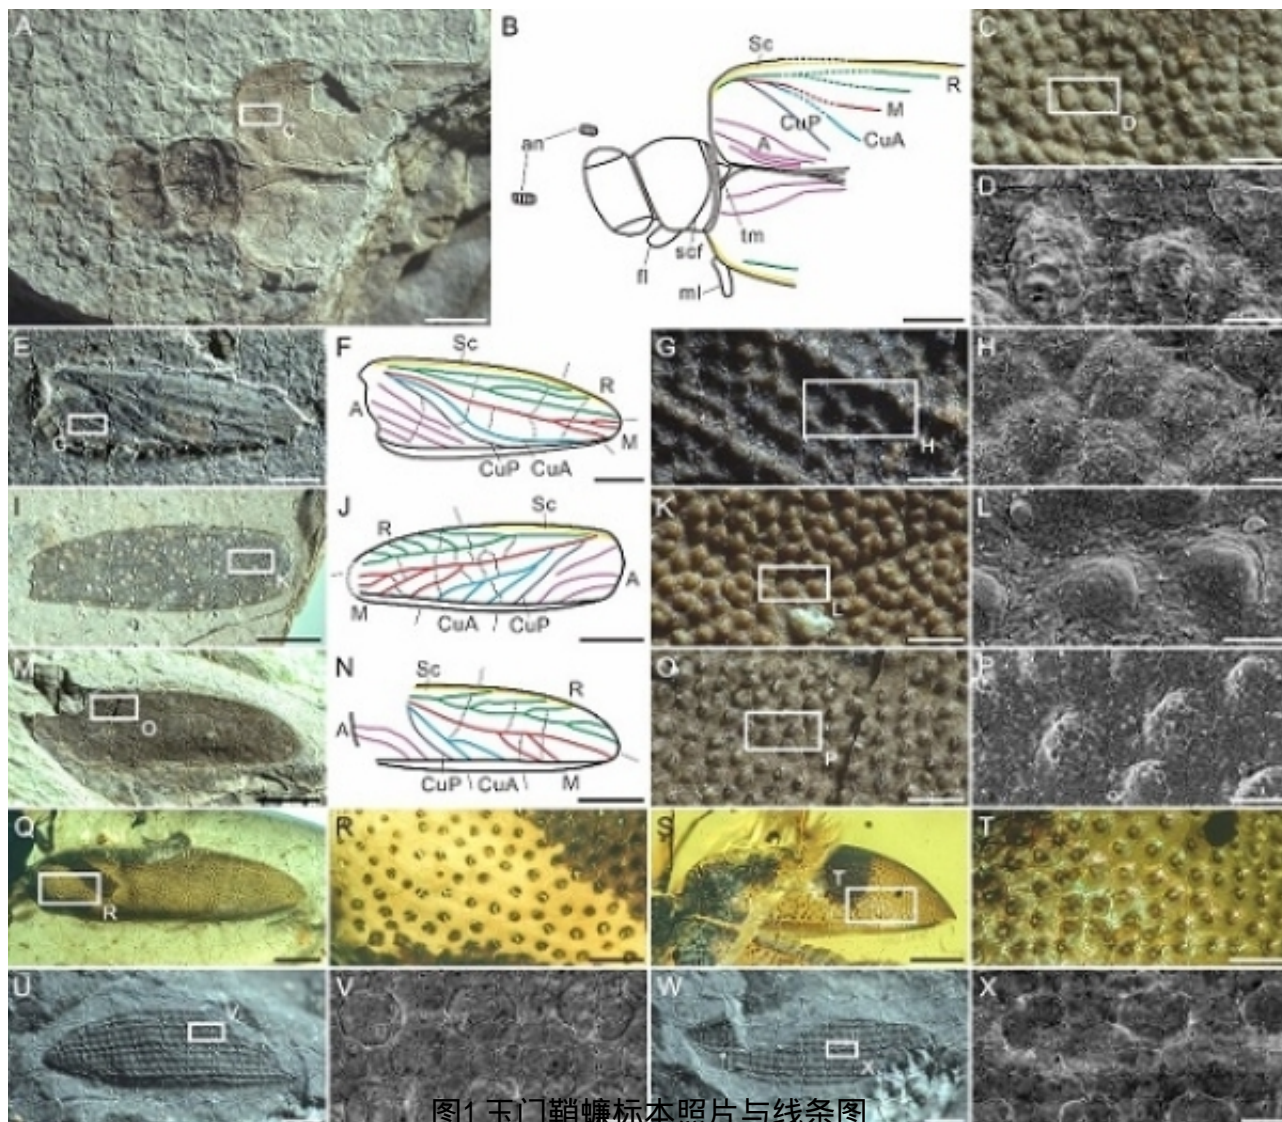 A
C
B
Sc
R
M
CuP
CuA
A
an
tm
scf
fl
ml
C
D
D
E
G
F
Sc
R
A
M
CuP CuA
G
H
H
I
K
J
Sc
R
A
M
CuA CuP
K
L
L
M
O
N
Sc
R
A
CuP CuA M
O
P
P
Q
R
R
S
T
T
U
V
V
W
X
X
图1 玉门鞘蠊标本照片与线条图